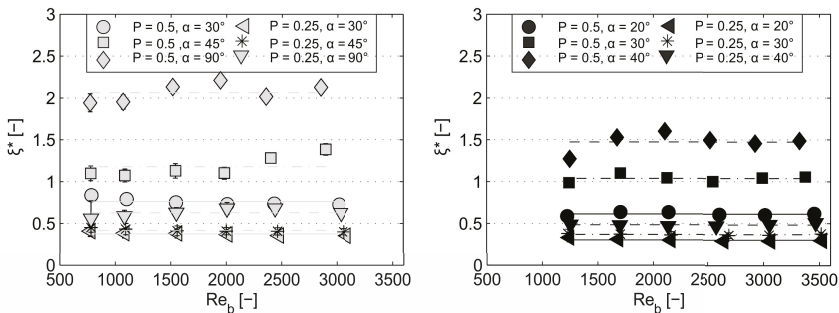 3
2.5
2
1.5
1
0.5
0
ξ* [−]
P = 0.5 ,α = 30° P = 0.25, α = 30°
P = 0.5 ,α = 45° P = 0.25, α = 45°
P = 0.5 ,α = 90° P = 0.25, α = 90°
500 1000 1500 2000 2500 3000 3500
Re_b [−]
3
2.5
2
1.5
1
0.5
0
ξ* [−]
P = 0.5 ,α = 20° P = 0.25, α = 20°
P = 0.5 ,α = 30° P = 0.25, α = 30°
P = 0.5 ,α = 40° P = 0.25, α = 40°
500 1000 1500 2000 2500 3000 3500
Re_b [−]